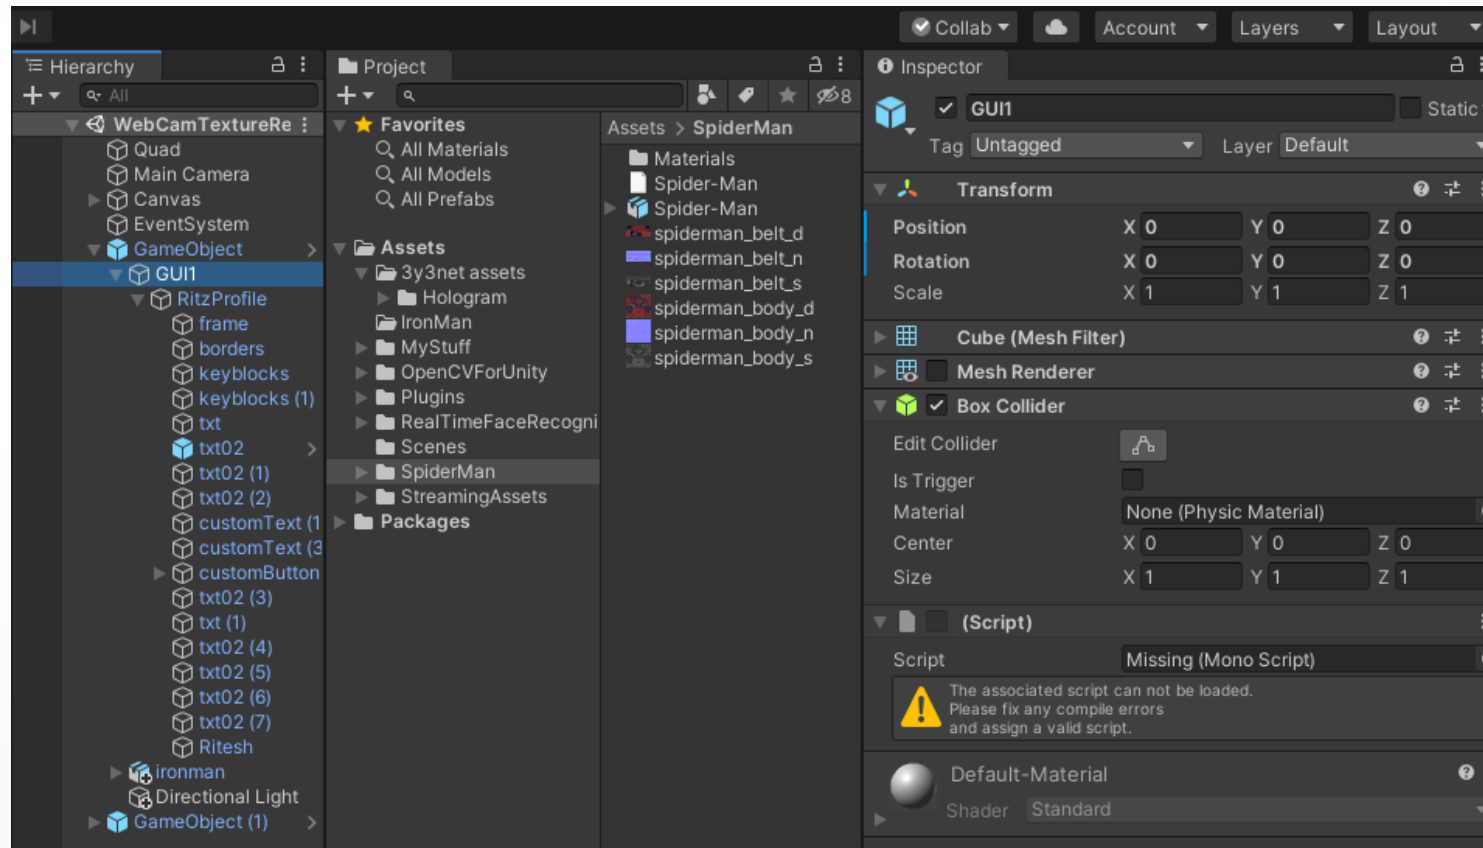 Collab
Account
Layers
Layout
Hierarchy
All
WebCamTextureRe
Quad
Main Camera
Canvas
EventSystem
GameObject
GUI1
RitzProfile
frame
borders
keyblocks
keyblocks (1)
txt
txt02
txt02 (1)
txt02 (2)
customText (1
customText (3
customButton
txt02 (3)
txt (1)
txt02 (4)
txt02 (5)
txt02 (6)
txt02 (7)
Ritesh
ironman
Directional Light
GameObject (1)
Project
8
Favorites
All Materials
All Models
All Prefabs
Assets
3y3net assets
Hologram
IronMan
MyStuff
OpenCVForUnity
Plugins
RealTimeFaceRecogni
Scenes
SpiderMan
StreamingAssets
Packages
Assets > SpiderMan
Materials
Spider-Man
Spider-Man
spiderman_belt_d
spiderman_belt_n
spiderman_belt_s
spiderman_body_d
spiderman_body_n
spiderman_body_s
Inspector
GUI1 Static
Tag Untagged Layer Default
Transform
Position X 0 Y 0 Z 0
Rotation X 0 Y 0 Z 0
Scale X 1 Y 1 Z 1
Cube (Mesh Filter)
Mesh Renderer
Box Collider
Edit Collider
Is Trigger
Material None (Physic Material)
Center X 0 Y 0 Z 0
Size X 1 Y 1 Z 1
(Script)
Script Missing (Mono Script)
The associated script can not be loaded.
Please fix any compile errors
and assign a valid script.
Default-Material
Shader Standard